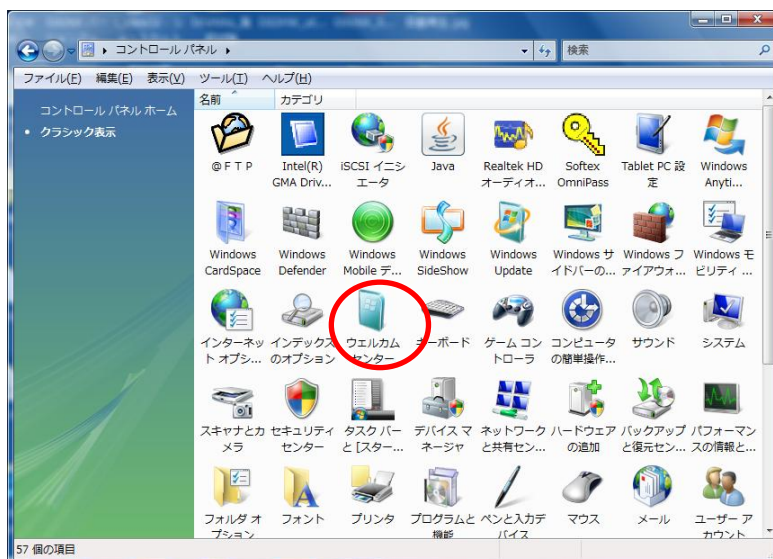 コントロール パネル
検索
ファイル(F) 編集(E) 表示(V) ツール(T) ヘルプ(H)
コントロール パネル ホーム
• クラシック表示
名前 カテゴリ
@ＦＴＰ
Intel(R)
GMA Driv...
iSCSI イニシ
エータ
Java
Realtek HD
オーディオ...
Softex
OmniPass
Tablet PC 設
定
Windows
Anyti...
Windows
CardSpace
Windows
Defender
Windows
Mobile デ...
Windows
SideShow
Windows
Update
Windows サ
イドバーの...
Windows フ
ァイアウォ...
Windows モ
ビリティ ...
インターネッ
ト オプシ...
インデックス
のオプション
ウェルカム
センター
キーボード
ゲーム コン
トローラ
コンピュータ
の簡単操作...
サウンド
システム
スキャナとカ
メラ
セキュリティ
センター
タスク バー
と [スター...
デバイス マ
ネージャ
ネットワーク
と共有セン...
ハードウェア
の追加
バックアップ
と復元セン...
パフォーマン
スの情報と...
フォルダ オ
プション
フォント
プリンタ
プログラムと
機能
ペンと入力デ
バイス
マウス
メール
ユーザー ア
カウント
57 個の項目